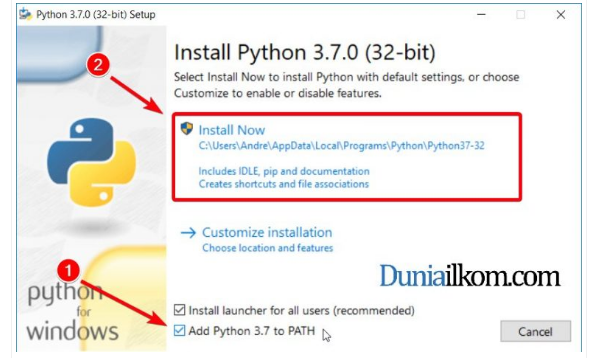 Python 3.7.0 (32-bit) Setup
Install Python 3.7.0 (32-bit)
Select Install Now to install Python with default settings, or choose
Customize to enable or disable features.
2
Install Now
C:\Users\Andre\AppData\Local\Programs\Python\Python37-32
Includes IDLE, pip and documentation
Creates shortcuts and file associations
Customize installation
Choose location and features
Duniailkom.com
1
python
for
windows
Install launcher for all users (recommended)
Add Python 3.7 to PATH
Cancel